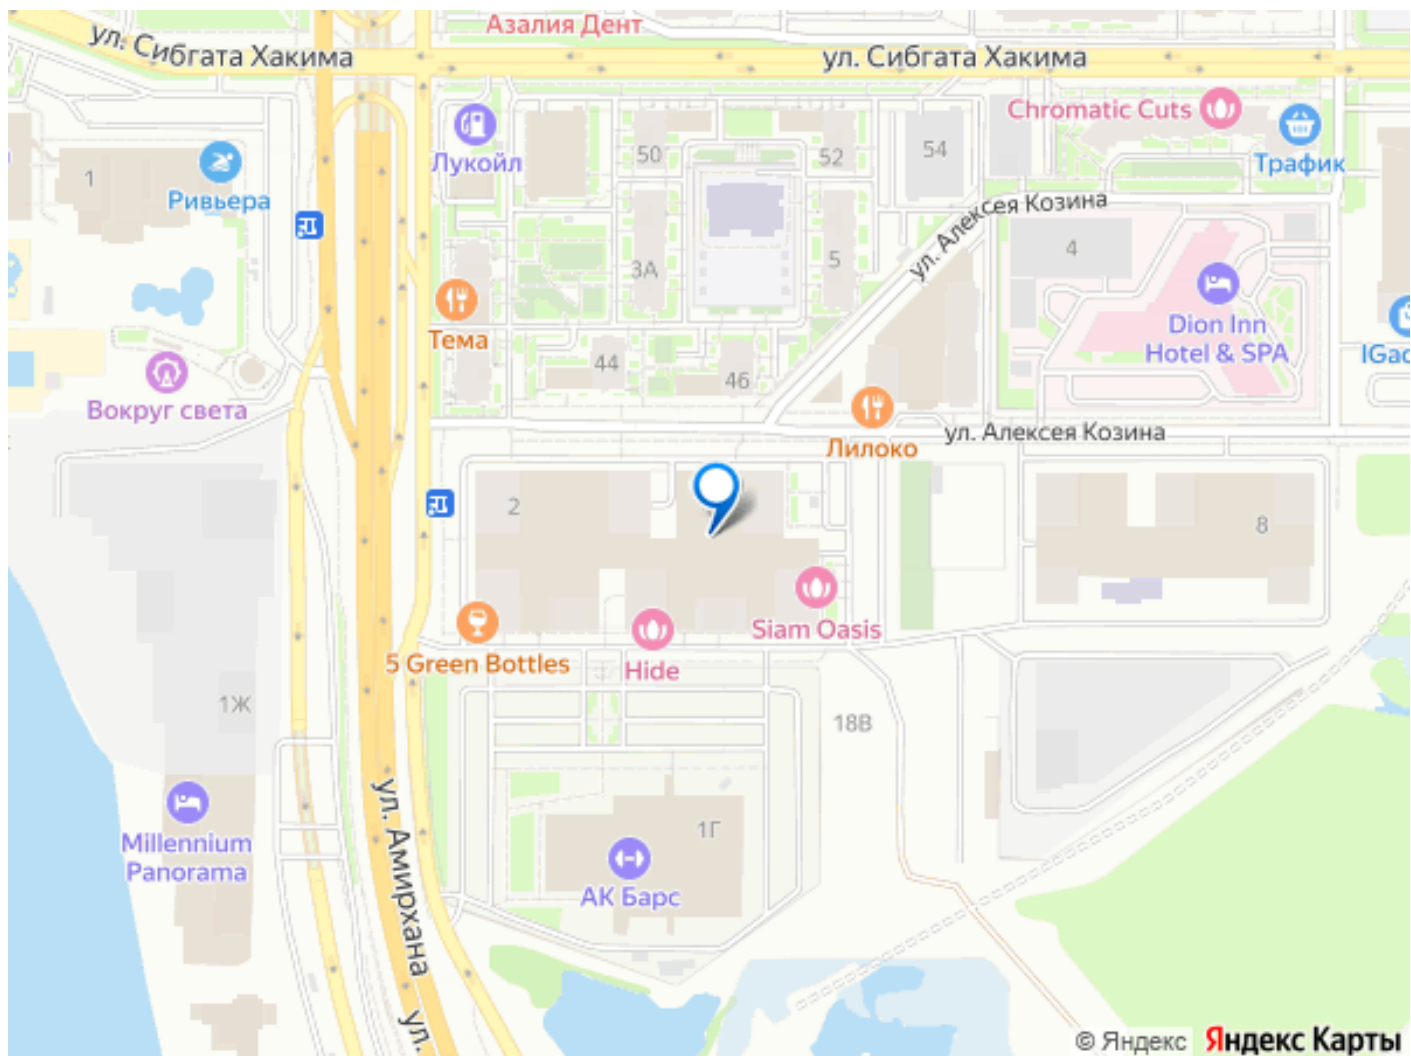 Азалия Дент
ул. Сибгата Хакима
ул. Сибгата Хакима
Chromatic Cuts
Трафик
Лукойл
50
52
54
1
Ривьера
ул. Алексея Козина
4
3А
5
Dion Inn
Hotel & SPA
Тема
44
46
IGad
Вокруг света
Лилоко
ул. Алексея Козина
2
8
Siam Oasis
5 Green Bottles
Hide
1Ж
18В
Millennium
Panorama
ул. Амирхана
1Г
АК Барс
ул.
© Яндекс Яндекс Карты